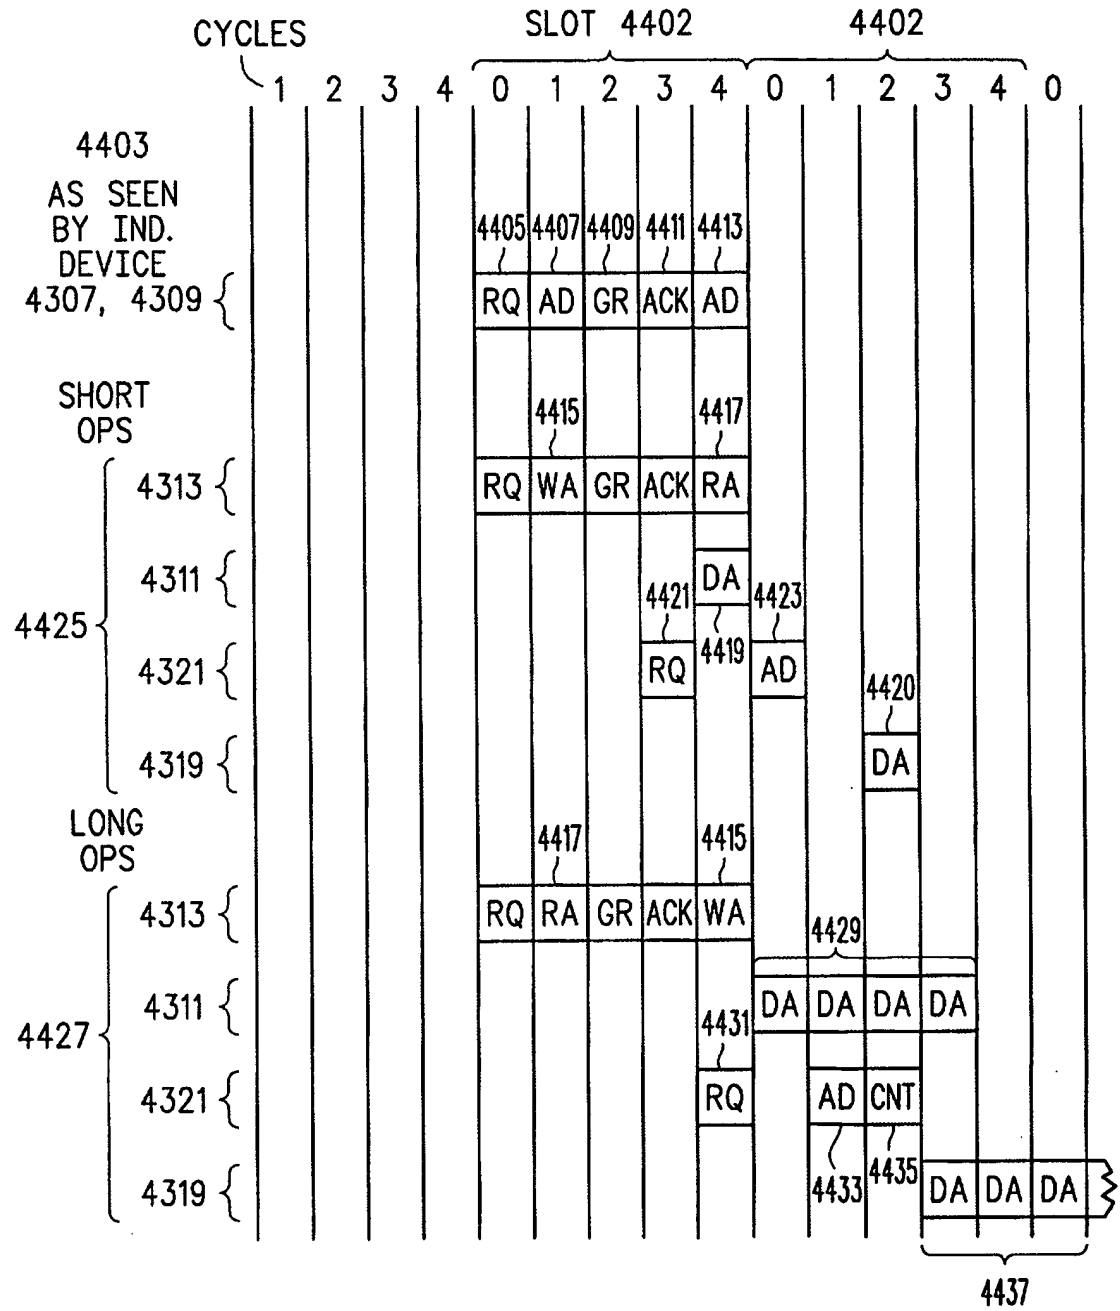 CYCLES SLOT 4402 4402
1 2 3 4 0 1 2 3 4 0 1 2 3 4 0
4403
AS SEEN
BY IND.
DEVICE
4307, 4309
4405 4407 4409 4411 4413
RQ AD GR ACK AD
SHORT
OPS
4415 4417
4313 RQ WA GR ACK RA
4311 DA
4425
4421 4419 4423
4321 RQ AD
4420
4319 DA
LONG
OPS
4417 4415
4313 RQ RA GR ACK WA
4429
4311 DA DA DA DA
4427
4431
4321 RQ AD CNT
4433 4435
4319 DA DA DA
4437